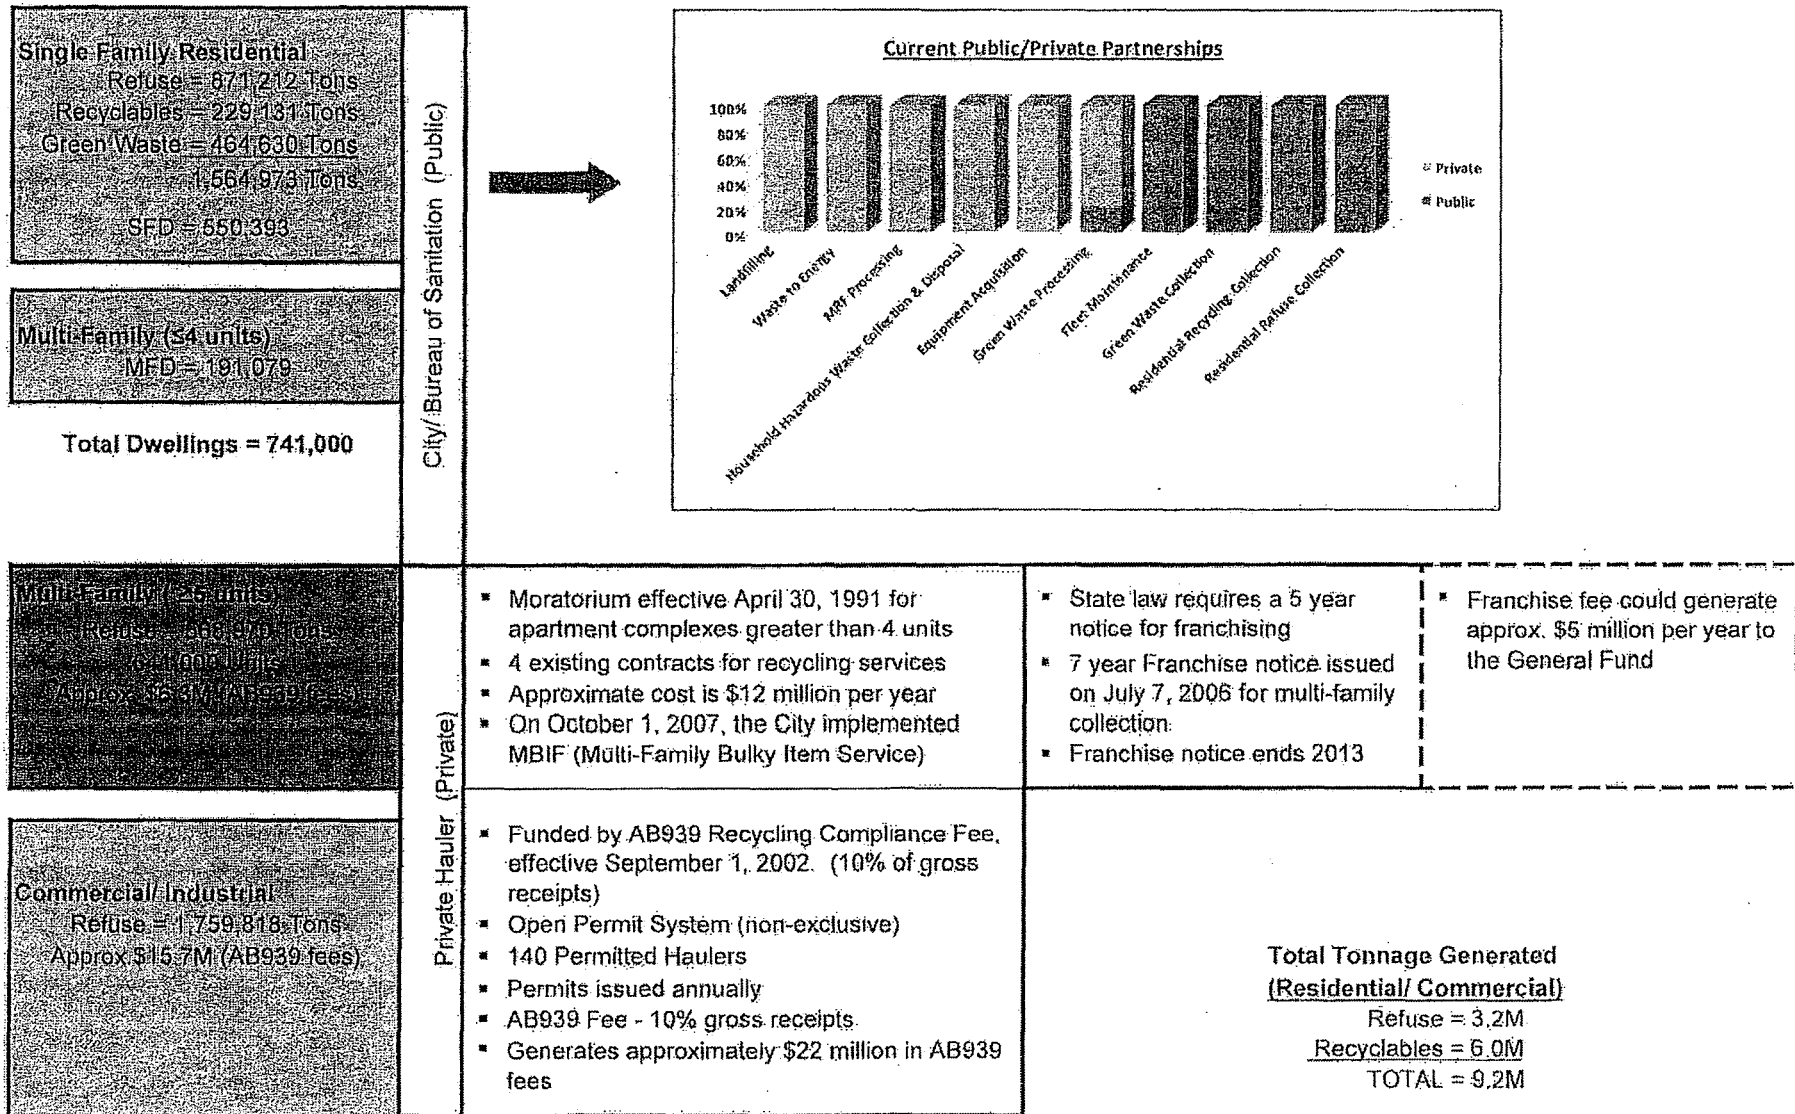 Single Family Residential
Refuse = 871,212 Tons
Recyclables = 229,131 Tons
Green Waste = 464,630 Tons
1,564,973 Tons
SFD = 550,393
Multi-Family (≤4 units)
MFD = 191,079
Total Dwellings = 741,000
City/ Bureau of Sanitation (Public)
Current Public/Private Partnerships
100%
80%
60%
40%
20%
0%
Landfilling
Waste to Energy
MRF Processing
Household Hazardous Waste Collection & Disposal
Equipment Acquisition
Green Waste Processing
Fleet Maintenance
Green Waste Collection
Residential Recycling Collection
Residential Refuse Collection
Private
Public
Multi-Family (≥5 units)
Refuse = Tons
Units
Approx. $6.3M (AB939 fees)
Private Hauler (Private)
▪ Moratorium effective April 30, 1991 for
apartment complexes greater than 4 units
▪ 4 existing contracts for recycling services
▪ Approximate cost is $12 million per year
▪ On October 1, 2007, the City implemented
MBIF (Multi-Family Bulky Item Service)
▪ State law requires a 5 year
notice for franchising
▪ 7 year Franchise notice issued
on July 7, 2006 for multi-family
collection
▪ Franchise notice ends 2013
▪ Franchise fee could generate
approx. $5 million per year to
the General Fund
Commercial/ Industrial
Refuse = 1,759,818 Tons
Approx $15.7M (AB939 fees)
▪ Funded by AB939 Recycling Compliance Fee,
effective September 1, 2002. (10% of gross
receipts)
▪ Open Permit System (non-exclusive)
▪ 140 Permitted Haulers
▪ Permits issued annually
▪ AB939 Fee - 10% gross receipts
▪ Generates approximately $22 million in AB939
fees
Total Tonnage Generated
(Residential/ Commercial)
Refuse = 3.2M
Recyclables = 6.0M
TOTAL = 9.2M